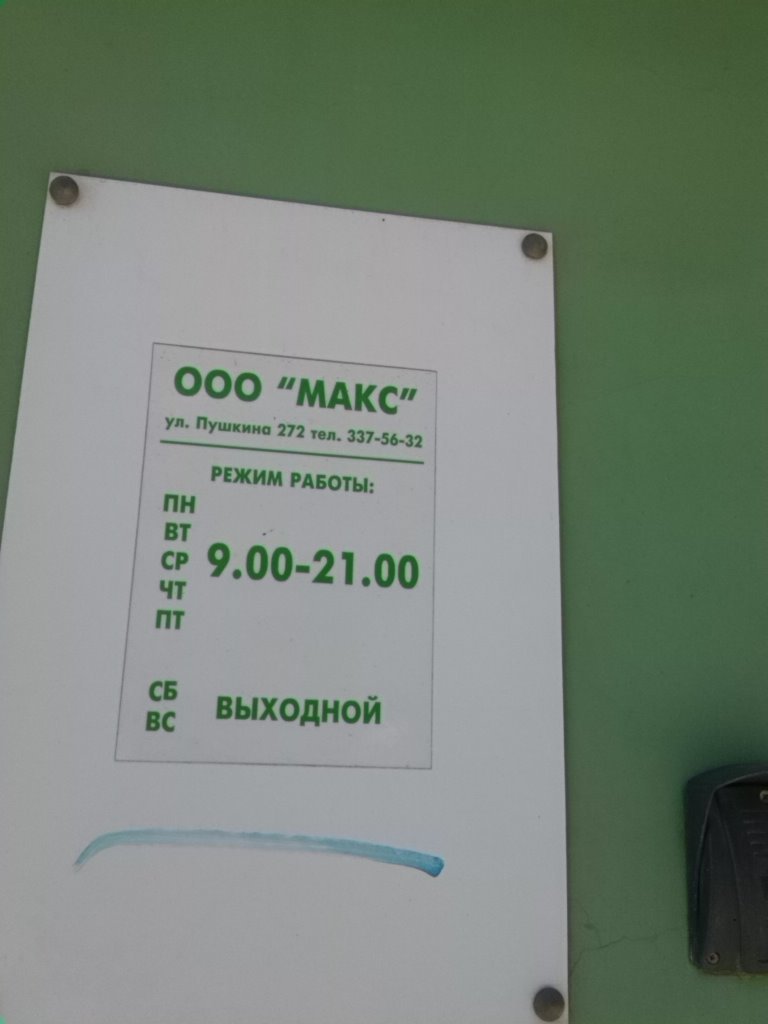 ООО "МАКС"
ул. Пушкина 272 тел. 337-56-32
РЕЖИМ РАБОТЫ:
ПН
ВТ
СР 9.00-21.00
ЧТ
ПТ
СБ
ВС ВЫХОДНОЙ